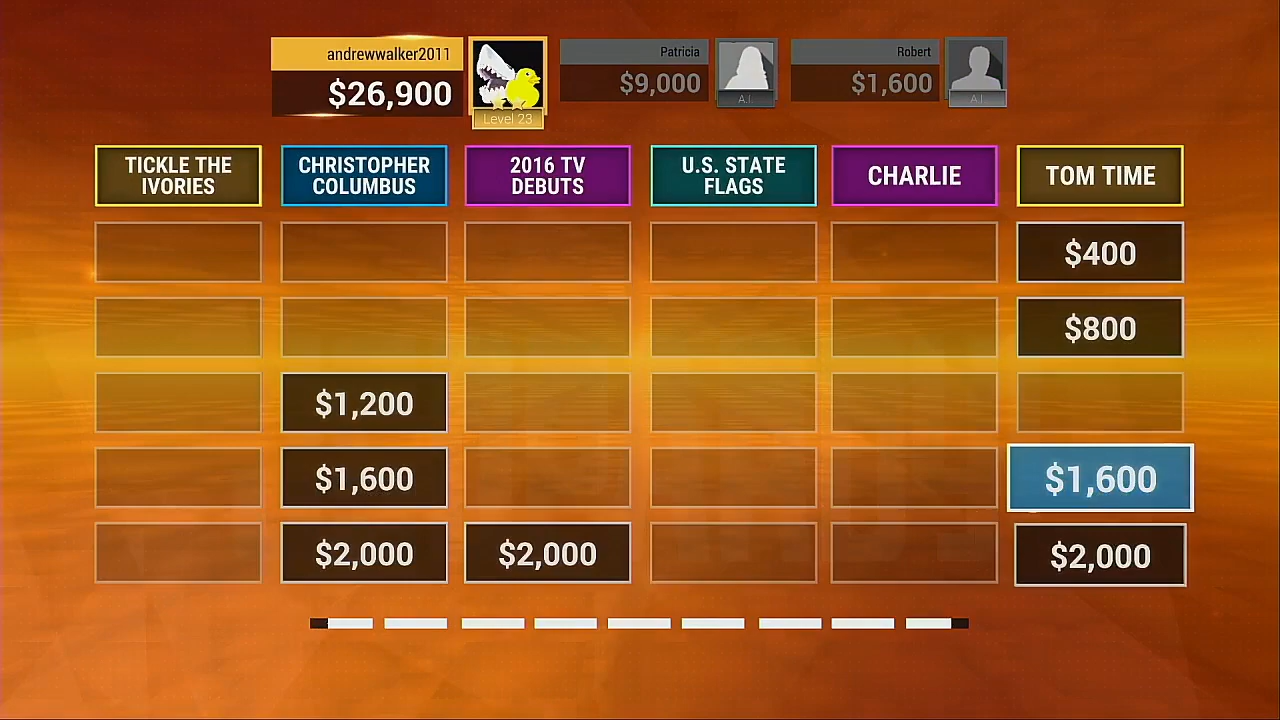 andrewwalker2011
$26,900
Level 23
Patricia
$9,000
A.I.
Robert
$1,600
A.I.
TICKLE THE
IVORIES
CHRISTOPHER
COLUMBUS
2016 TV
DEBUTS
U.S. STATE
FLAGS
CHARLIE
TOM TIME
$400
$800
$1,200
$1,600
$1,600
$2,000
$2,000
$2,000